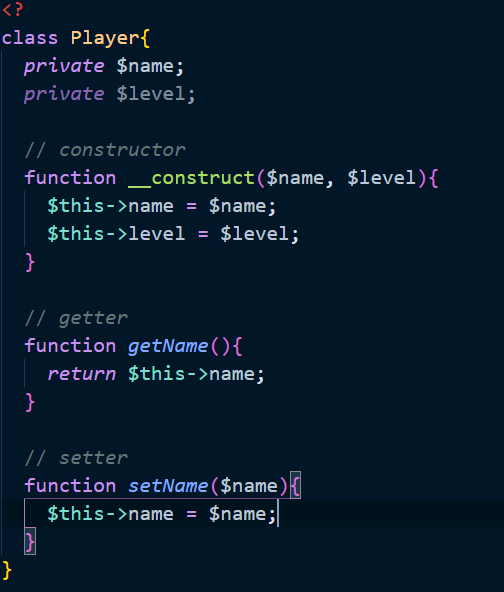 <?
class Player{
  private $name;
  private $level;

  // constructor
  function __construct($name, $level){
    $this->name = $name;
    $this->level = $level;
  }

  // getter
  function getName(){
    return $this->name;
  }

  // setter
  function setName($name){
    $this->name = $name;
  }
}